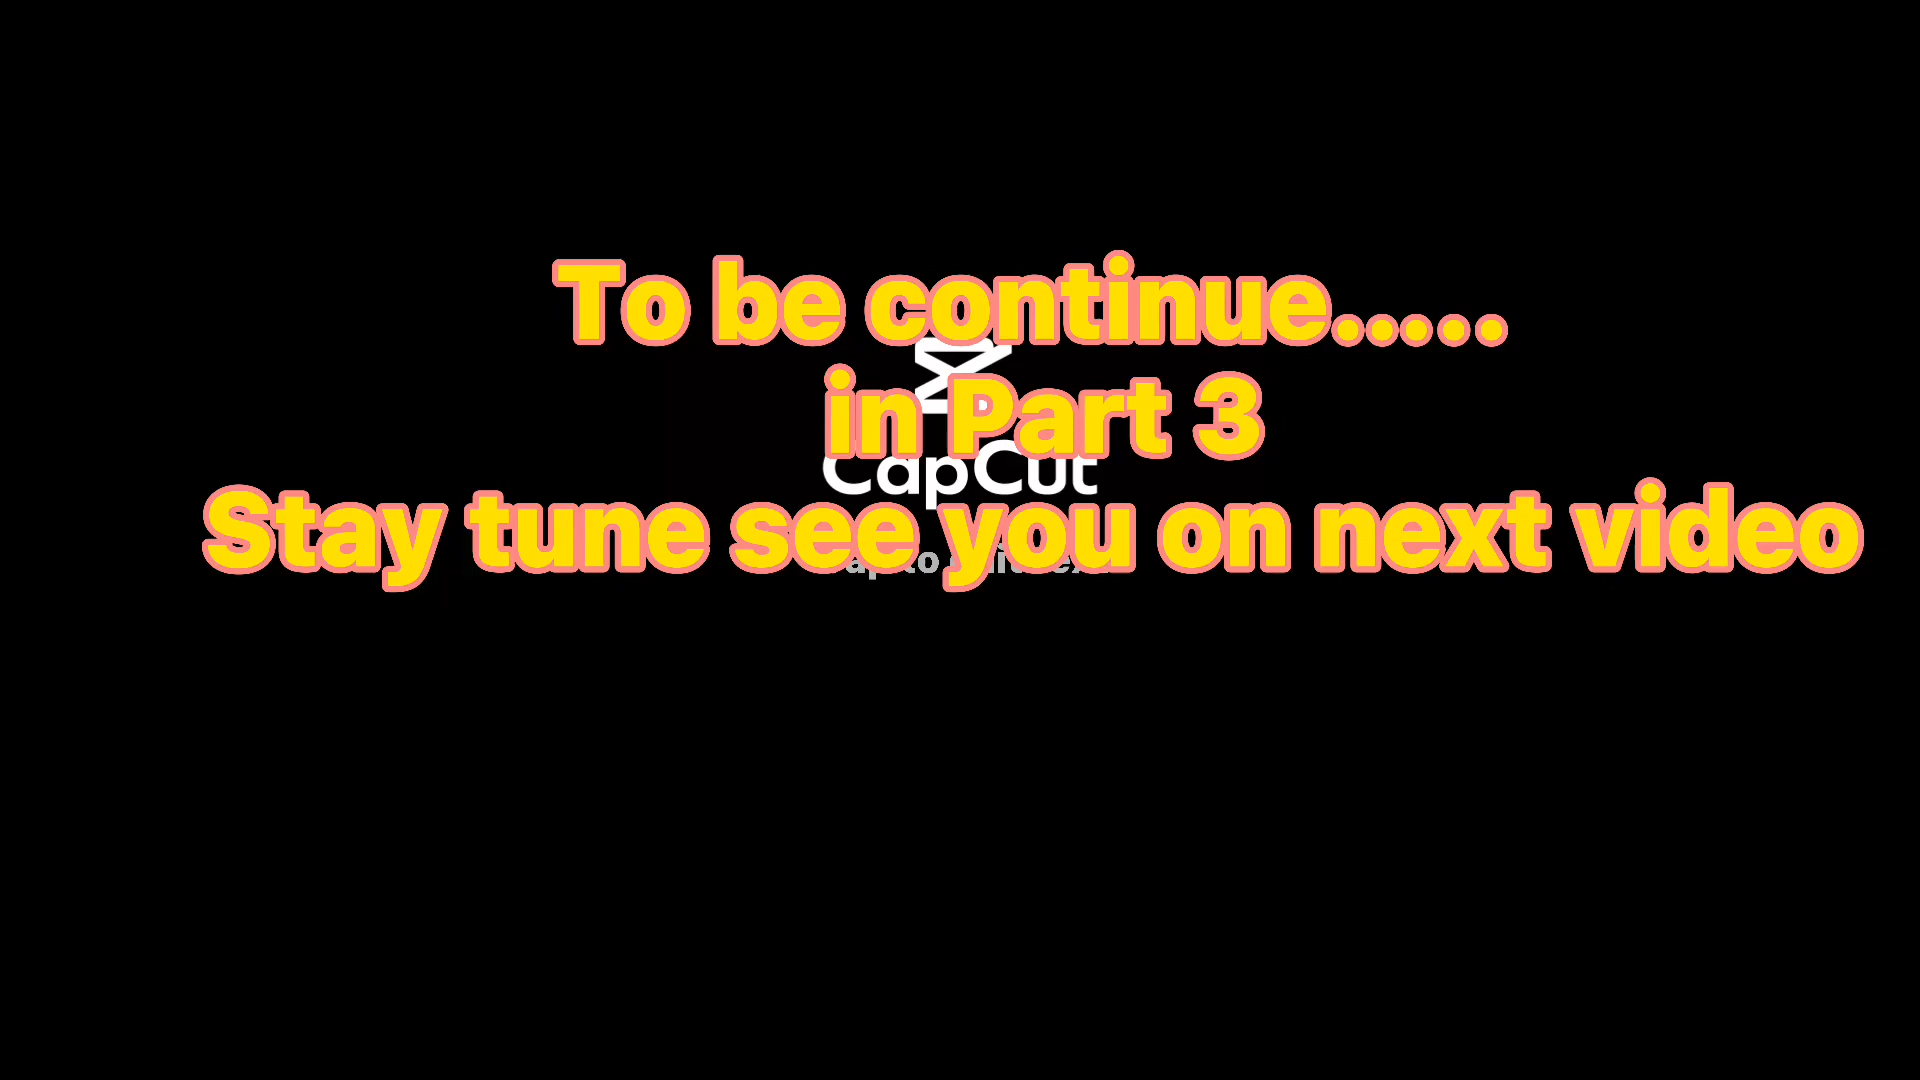 To be continue.....
in Part 3
CapCut
Stay tune see you on next video